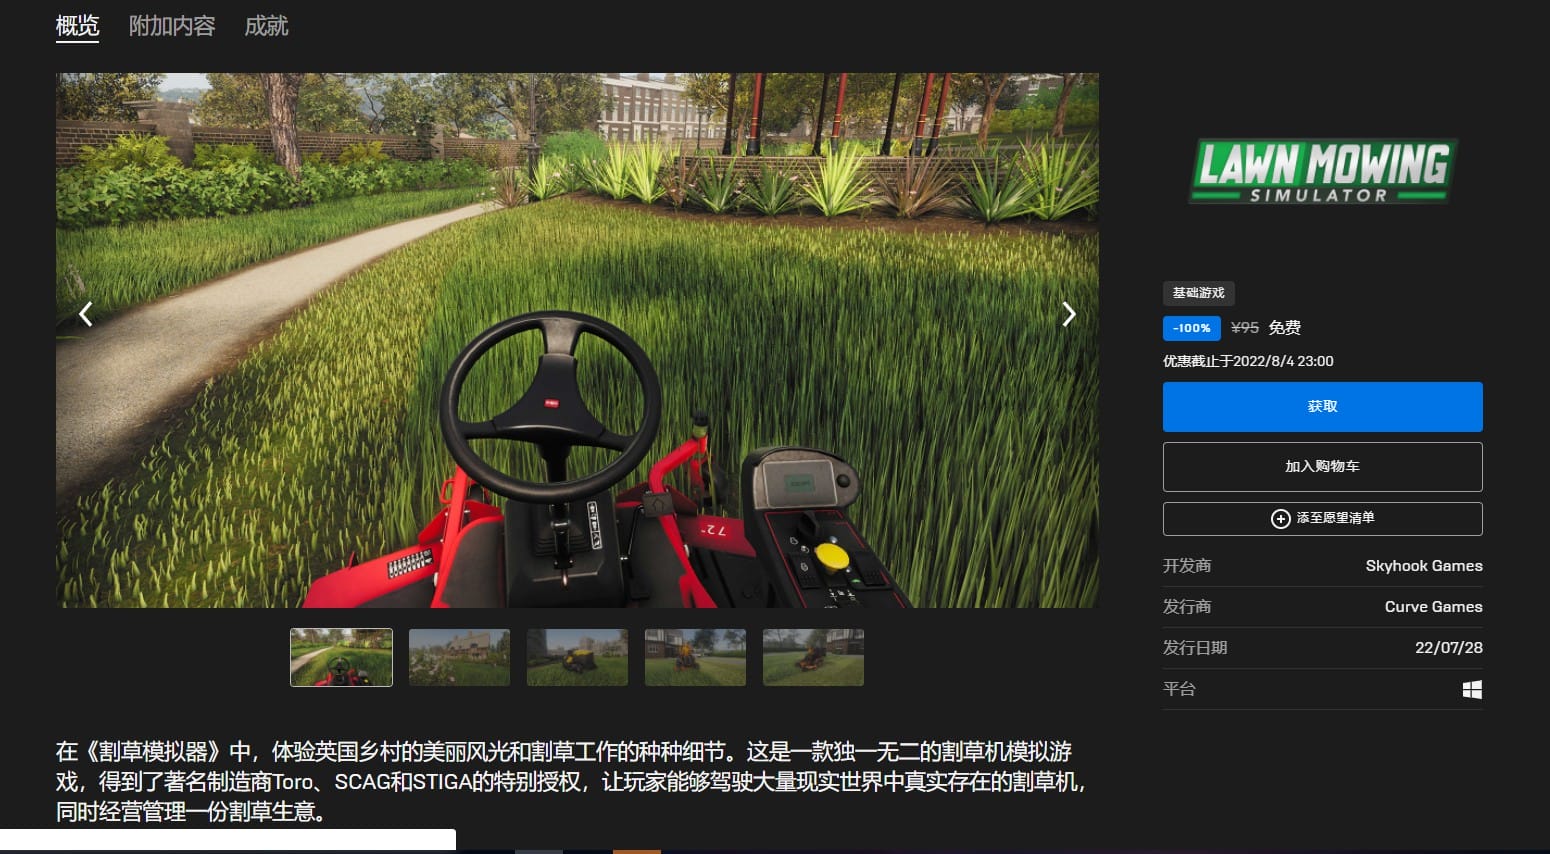 概览 附加内容 成就
LAWN MOWING
SIMULATOR
基础游戏
-100% ¥95 免费
优惠截止于2022/8/4 23:00
获取
加入购物车
添至愿望清单
开发商 Skyhook Games
发行商 Curve Games
发行日期 22/07/28
平台
72"
在《割草模拟器》中，体验英国乡村的美丽风光和割草工作的种种细节。这是一款独一无二的割草机模拟游
戏，得到了著名制造商Toro、SCAG和STIGA的特别授权，让玩家能够驾驶大量现实世界中真实存在的割草机，
同时经营管理一份割草生意。